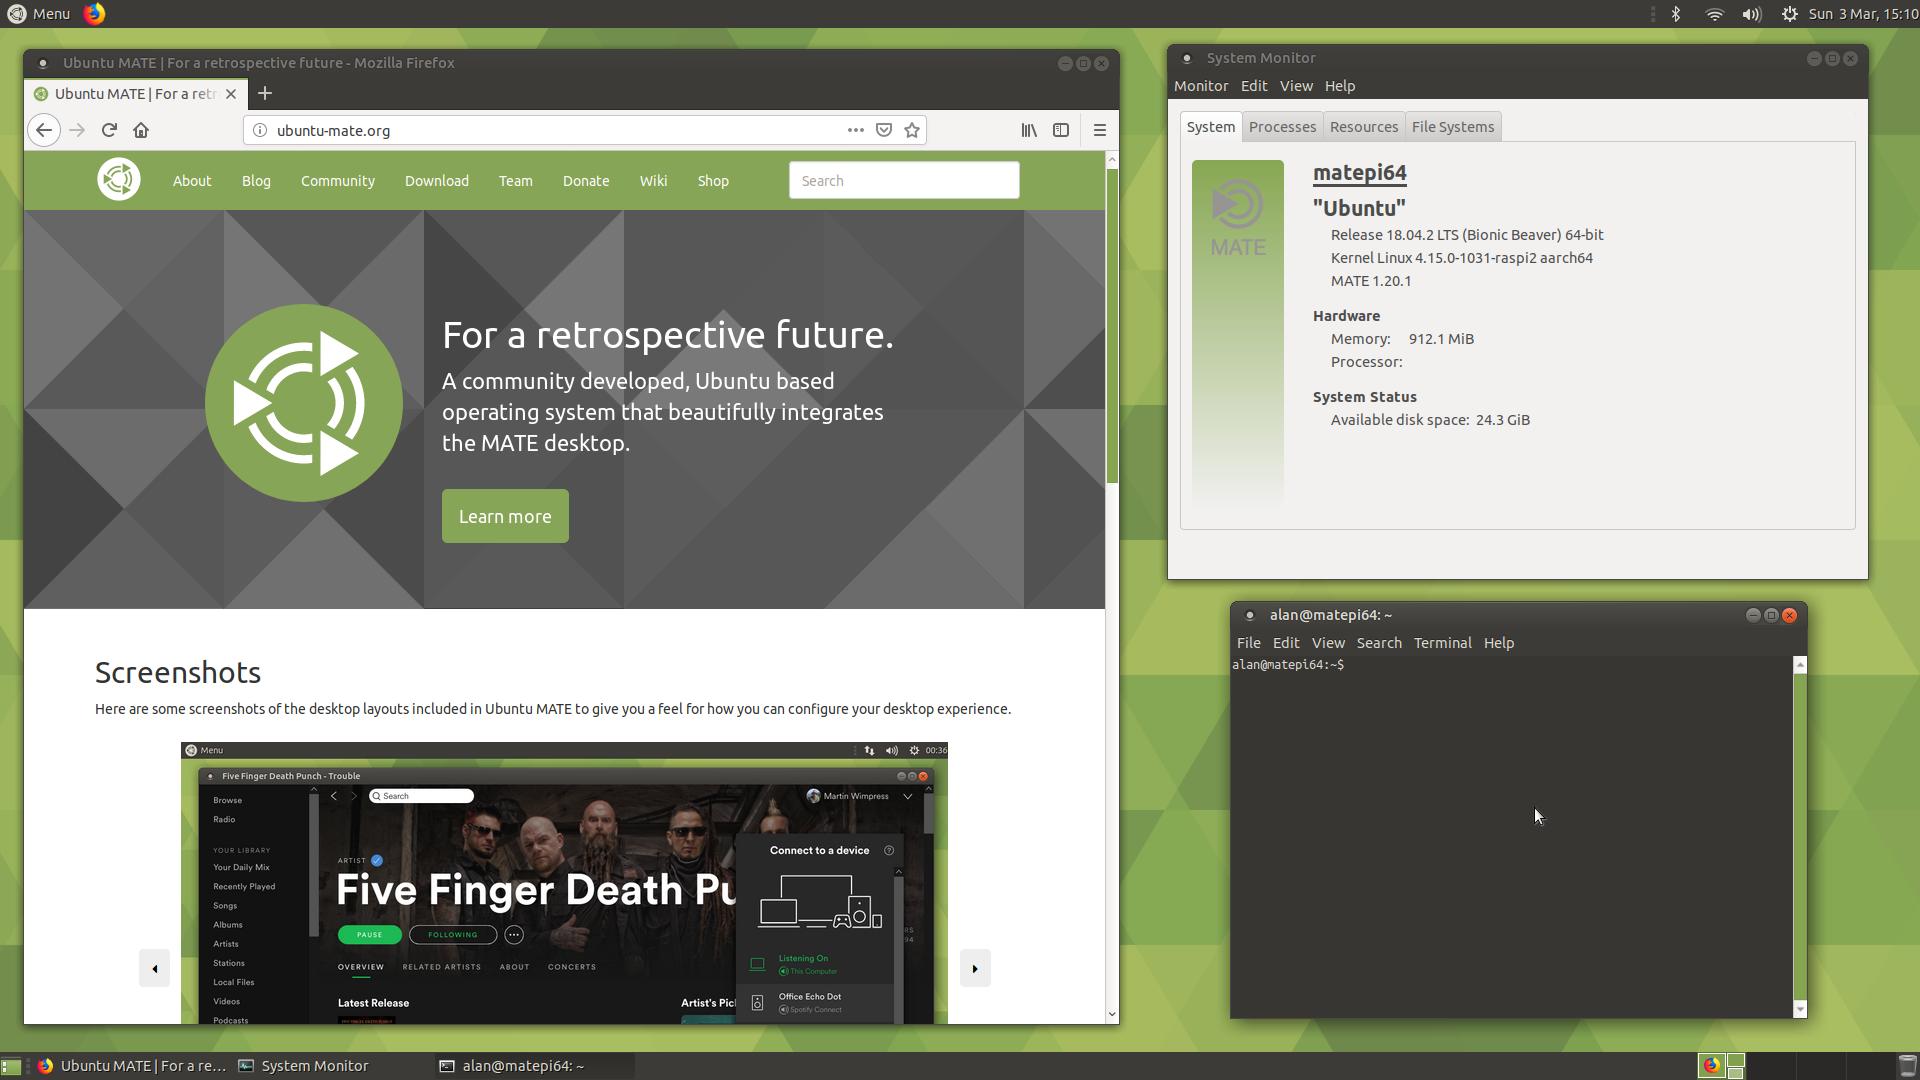 Menu
Sun 3 Mar, 15:10
Ubuntu MATE | For a retrospective future - Mozilla Firefox
Ubuntu MATE | For a retr
ubuntu-mate.org
About Blog Community Download Team Donate Wiki Shop
Search
For a retrospective future.
A community developed, Ubuntu based
operating system that beautifully integrates
the MATE desktop.
Learn more
Screenshots
Here are some screenshots of the desktop layouts included in Ubuntu MATE to give you a feel for how you can configure your desktop experience.
Menu
00:36
Five Finger Death Punch - Trouble
Search
Martin Wimpress
Browse
Radio
YOUR LIBRARY
Your Daily Mix
Recently Played
Songs
Albums
Artists
Stations
Local Files
Videos
Podcasts
ARTIST
Five Finger Death Pu
PAUSE
FOLLOWING
OVERVIEW RELATED ARTISTS ABOUT CONCERTS
Latest Release
Artist's Pic
Connect to a device
Listening On
This Computer
Office Echo Dot
Spotify Connect
RS
94
System Monitor
Monitor Edit View Help
System Processes Resources File Systems
MATE
matepi64
"Ubuntu"
Release 18.04.2 LTS (Bionic Beaver) 64-bit
Kernel Linux 4.15.0-1031-raspi2 aarch64
MATE 1.20.1
Hardware
Memory: 912.1 MiB
Processor:
System Status
Available disk space: 24.3 GiB
alan@matepi64: ~
File Edit View Search Terminal Help
alan@matepi64:~$
Ubuntu MATE | For a re...
System Monitor
alan@matepi64: ~